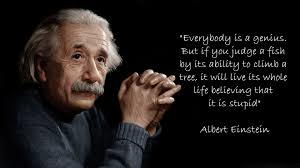 "Everybody is a genius.
But if you judge a fish
by its ability to climb a
tree, it will live its whole
life believing that
it is stupid"
Albert Einstein